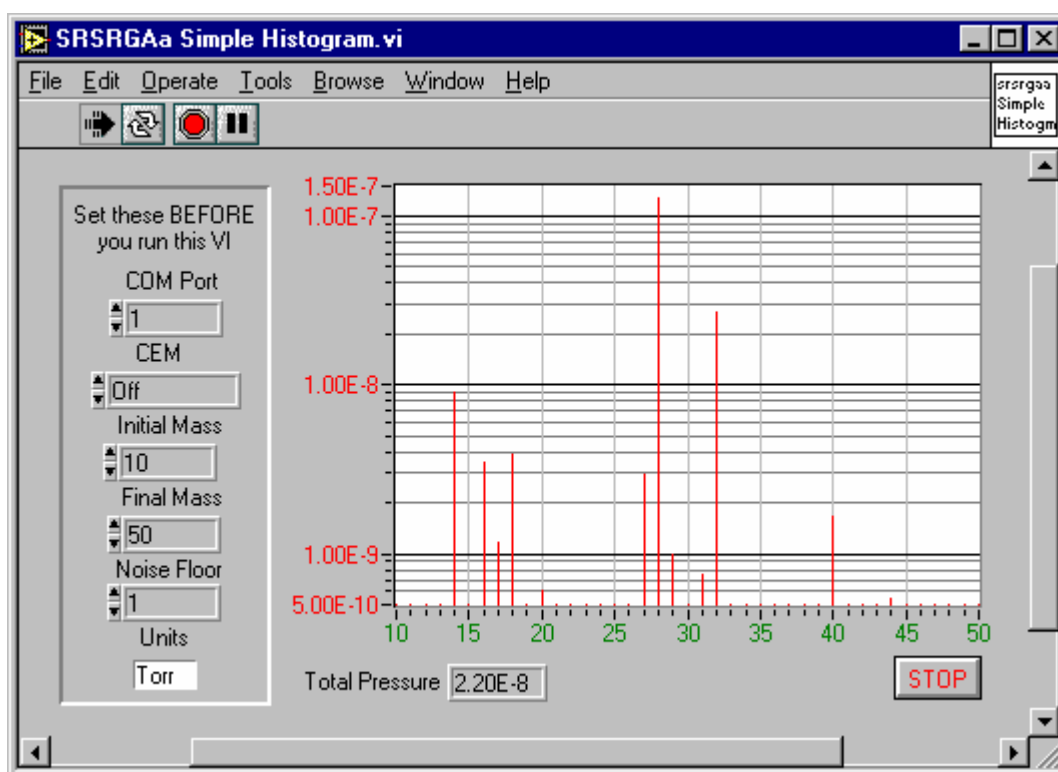 SRSRGAa Simple Histogram.vi
File Edit Operate Tools Browse Window Help
srsrgaa
Simple
Histogm
Set these BEFORE
you run this VI
COM Port
1
CEM
Off
Initial Mass
10
Final Mass
50
Noise Floor
1
Units
Torr
1.50E-7
1.00E-7
1.00E-8
1.00E-9
5.00E-10
10 15 20 25 30 35 40 45 50
Total Pressure 2.20E-8
STOP